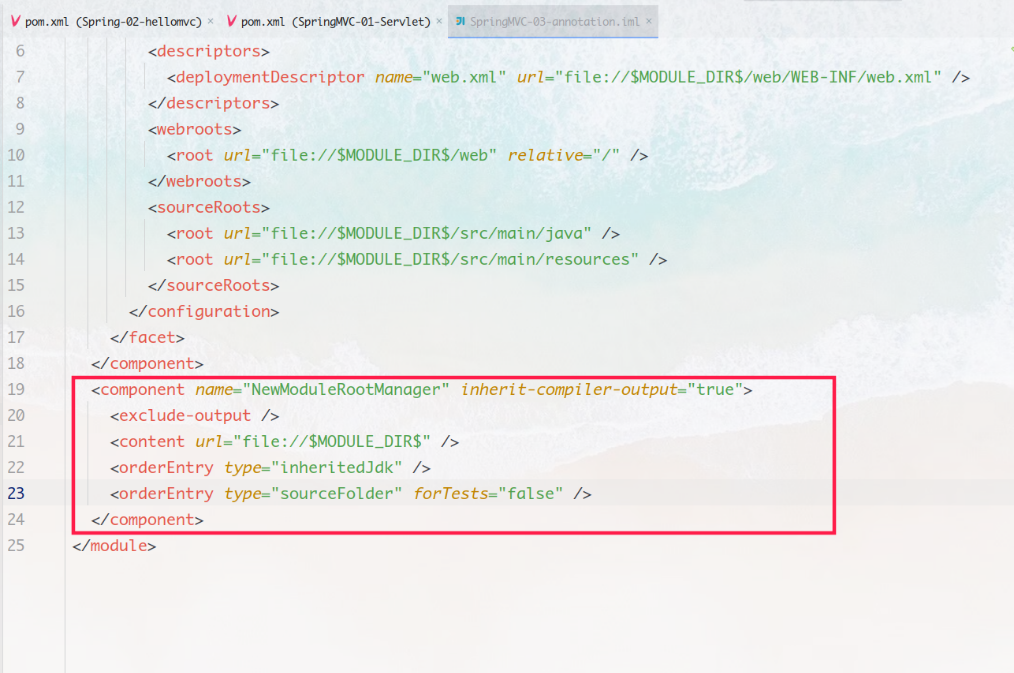 pom.xml (Spring-02-hellomvc) × pom.xml (SpringMVC-01-Servlet) × SpringMVC-03-annotation.iml ×
6 <descriptors>
7 <deploymentDescriptor name="web.xml" url="file://$MODULE_DIR$/web/WEB-INF/web.xml" />
8 </descriptors>
9 <webroots>
10 <root url="file://$MODULE_DIR$/web" relative="/" />
11 </webroots>
12 <sourceRoots>
13 <root url="file://$MODULE_DIR$/src/main/java" />
14 <root url="file://$MODULE_DIR$/src/main/resources" />
15 </sourceRoots>
16 </configuration>
17 </facet>
18 </component>
19 <component name="NewModuleRootManager" inherit-compiler-output="true">
20 <exclude-output />
21 <content url="file://$MODULE_DIR$" />
22 <orderEntry type="inheritedJdk" />
23 <orderEntry type="sourceFolder" forTests="false" />
24 </component>
25 </module>